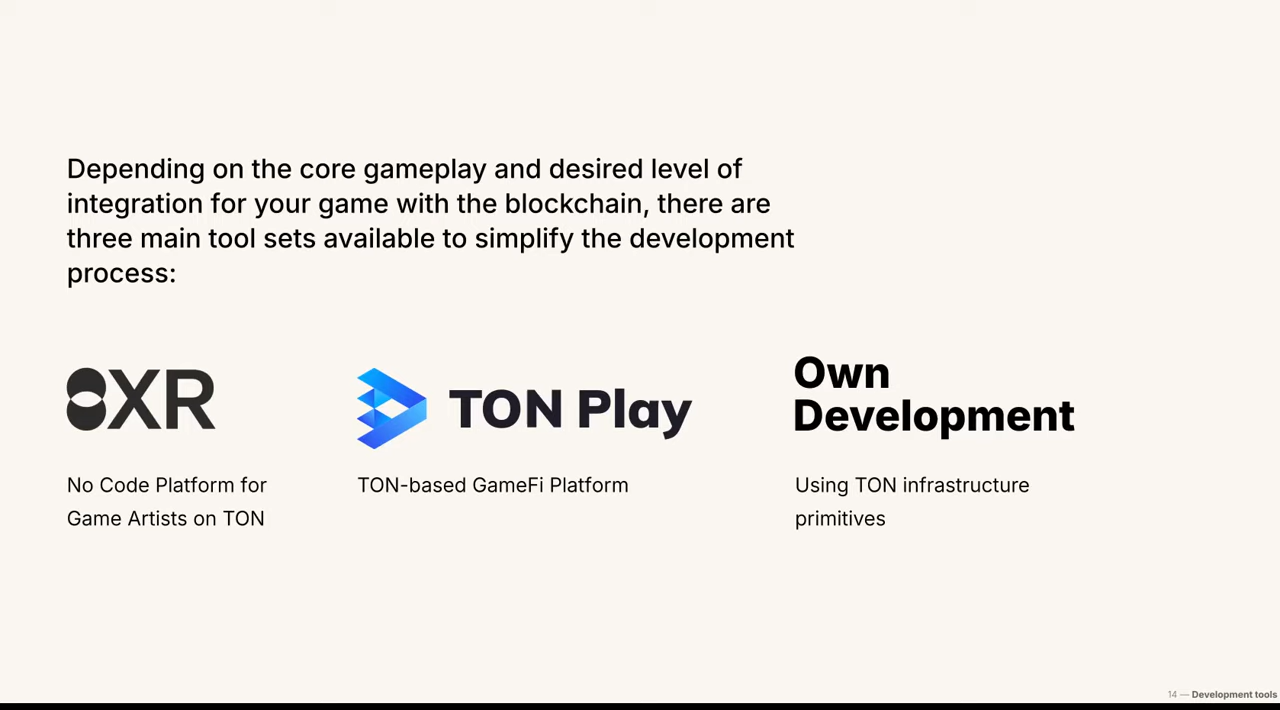 Depending on the core gameplay and desired level of
integration for your game with the blockchain, there are
three main tool sets available to simplify the development
process:
8XR
TON Play
Own
Development
No Code Platform for
Game Artists on TON
TON-based GameFi Platform
Using TON infrastructure
primitives
14 — Development tools